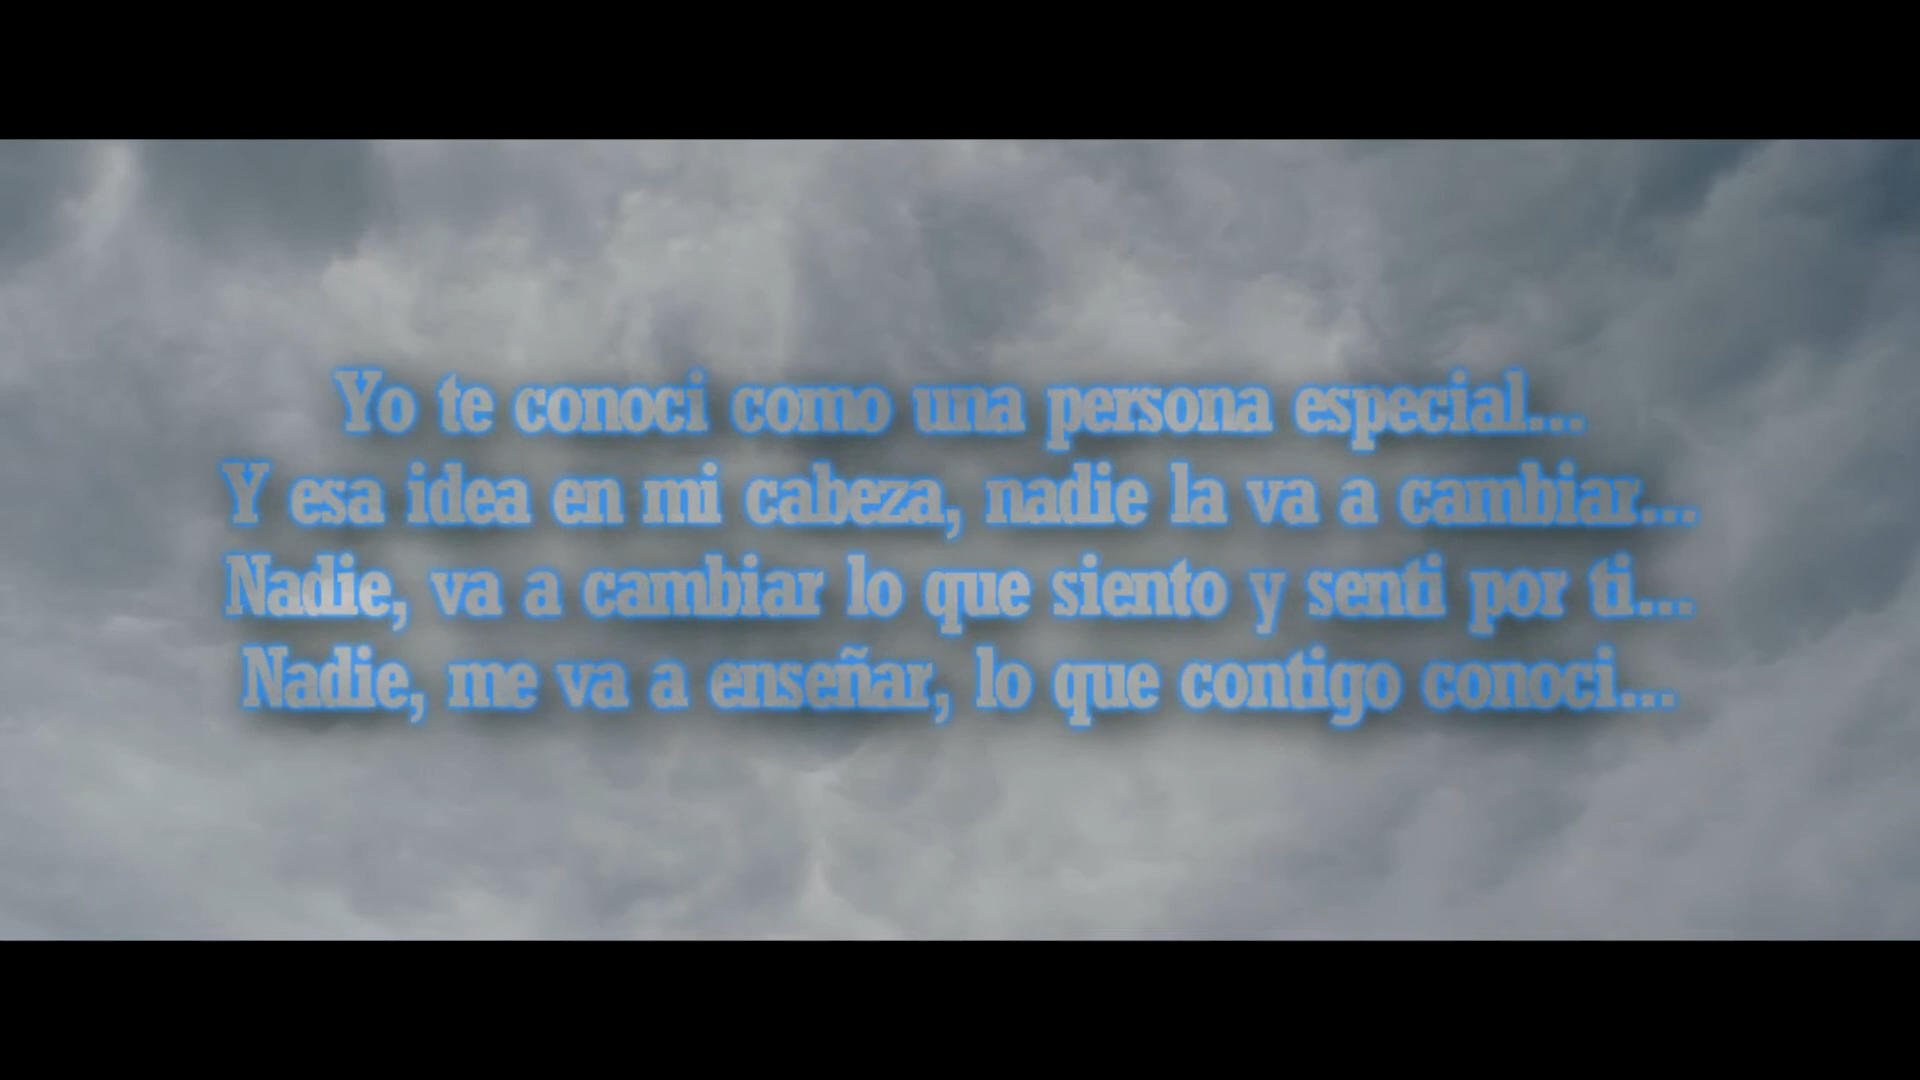 Yo te conoci como una persona especial...
Y esa idea en mi cabeza, nadie la va a cambiar...
Nadie, va a cambiar lo que siento y senti por ti...
Nadie, me va a enseñar, lo que contigo conoci...